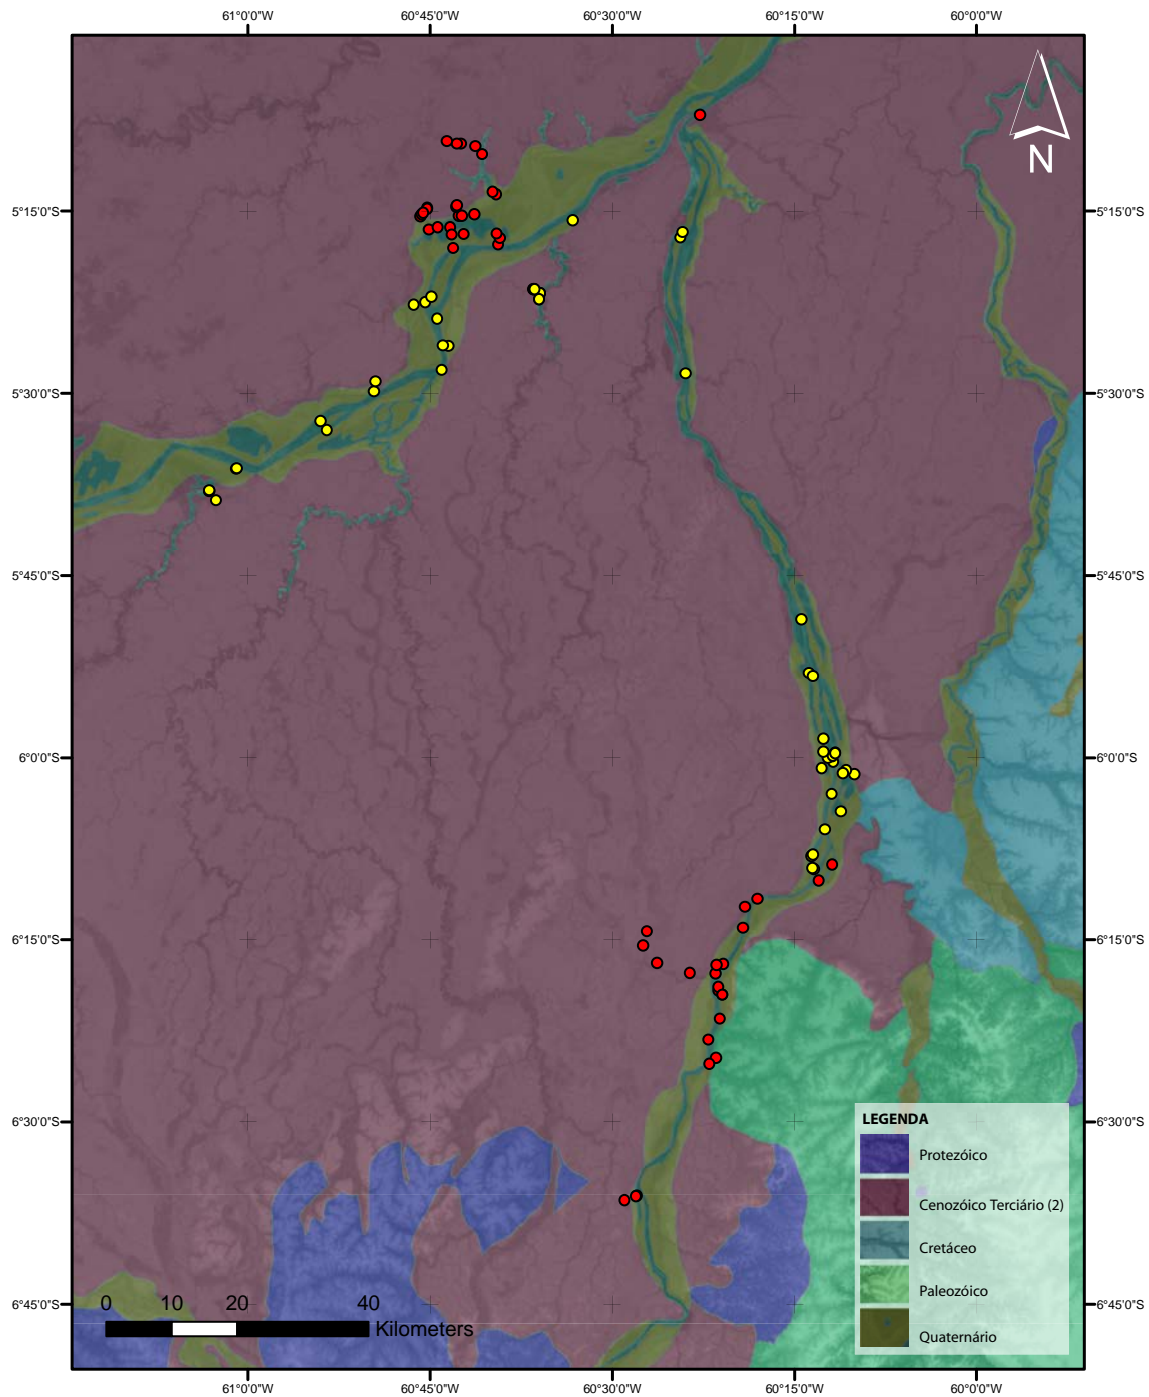 61°0'0"W 60°45'0"W 60°30'0"W 60°15'0"W 60°0'0"W
N
5°15'0"S 5°15'0"S
5°30'0"S 5°30'0"S
5°45'0"S 5°45'0"S
6°0'0"S 6°0'0"S
6°15'0"S 6°15'0"S
6°30'0"S 6°30'0"S
LEGENDA
Protezóico
Cenozóico Terciário (2)
Cretáceo
Paleozóico
Quaternário
6°45'0"S 6°45'0"S
0 10 20 40
Kilometers
61°0'0"W 60°45'0"W 60°30'0"W 60°15'0"W 60°0'0"W